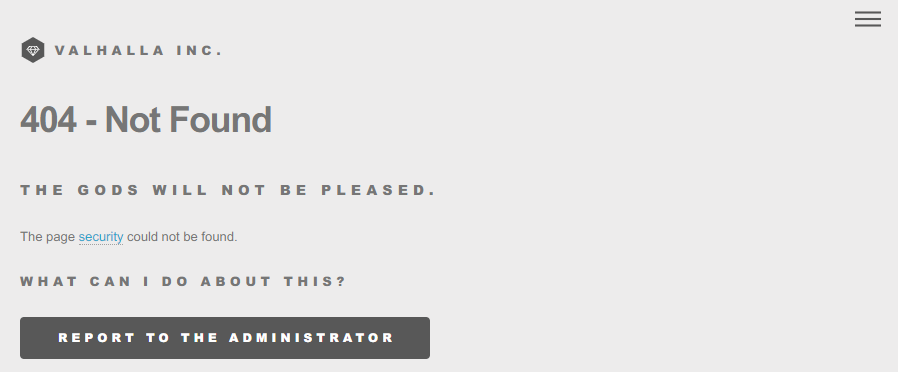 VALHALLA INC.
404 - Not Found
THE GODS WILL NOT BE PLEASED.
The page security could not be found.
WHAT CAN I DO ABOUT THIS?
REPORT TO THE ADMINISTRATOR